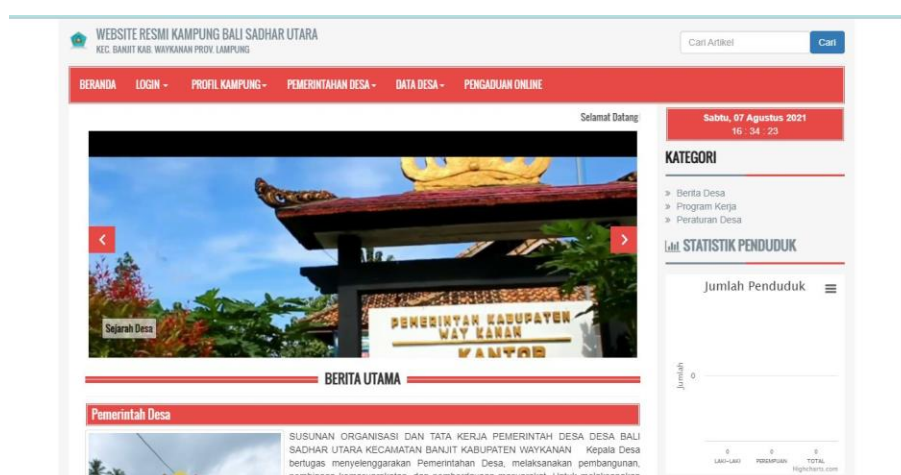 WEBSITE RESMI KAMPUNG BALI SADHAR UTARA
KEC. BANJIT KAB. WAYKANAN PROV. LAMPUNG
Cari Artikel
Cari
BERANDA LOGIN PROFIL KAMPUNG PEMERINTAHAN DESA DATA DESA PENGADUAN ONLINE
Selamat Datang
PEMERINTAH KABUPATEN
WAY KANAN
KANTOR
Sejarah Desa
BERITA UTAMA
Pemerintah Desa
SUSUNAN ORGANISASI DAN TATA KERJA PEMERINTAH DESA DESA BALI
SADHAR UTARA KECAMATAN BANJIT KABUPATEN WAYKANAN Kepala Desa
bertugas menyelenggarakan Pemerintahan Desa, melaksanakan pembangunan,
Sabtu, 07 Agustus 2021
16 : 34 : 23
KATEGORI
» Berita Desa
» Program Kerja
» Peraturan Desa
STATISTIK PENDUDUK
Jumlah Penduduk
Jumlah
0
0 0 0
LAKI-LAKI PEREMPUAN TOTAL
Highcharts.com